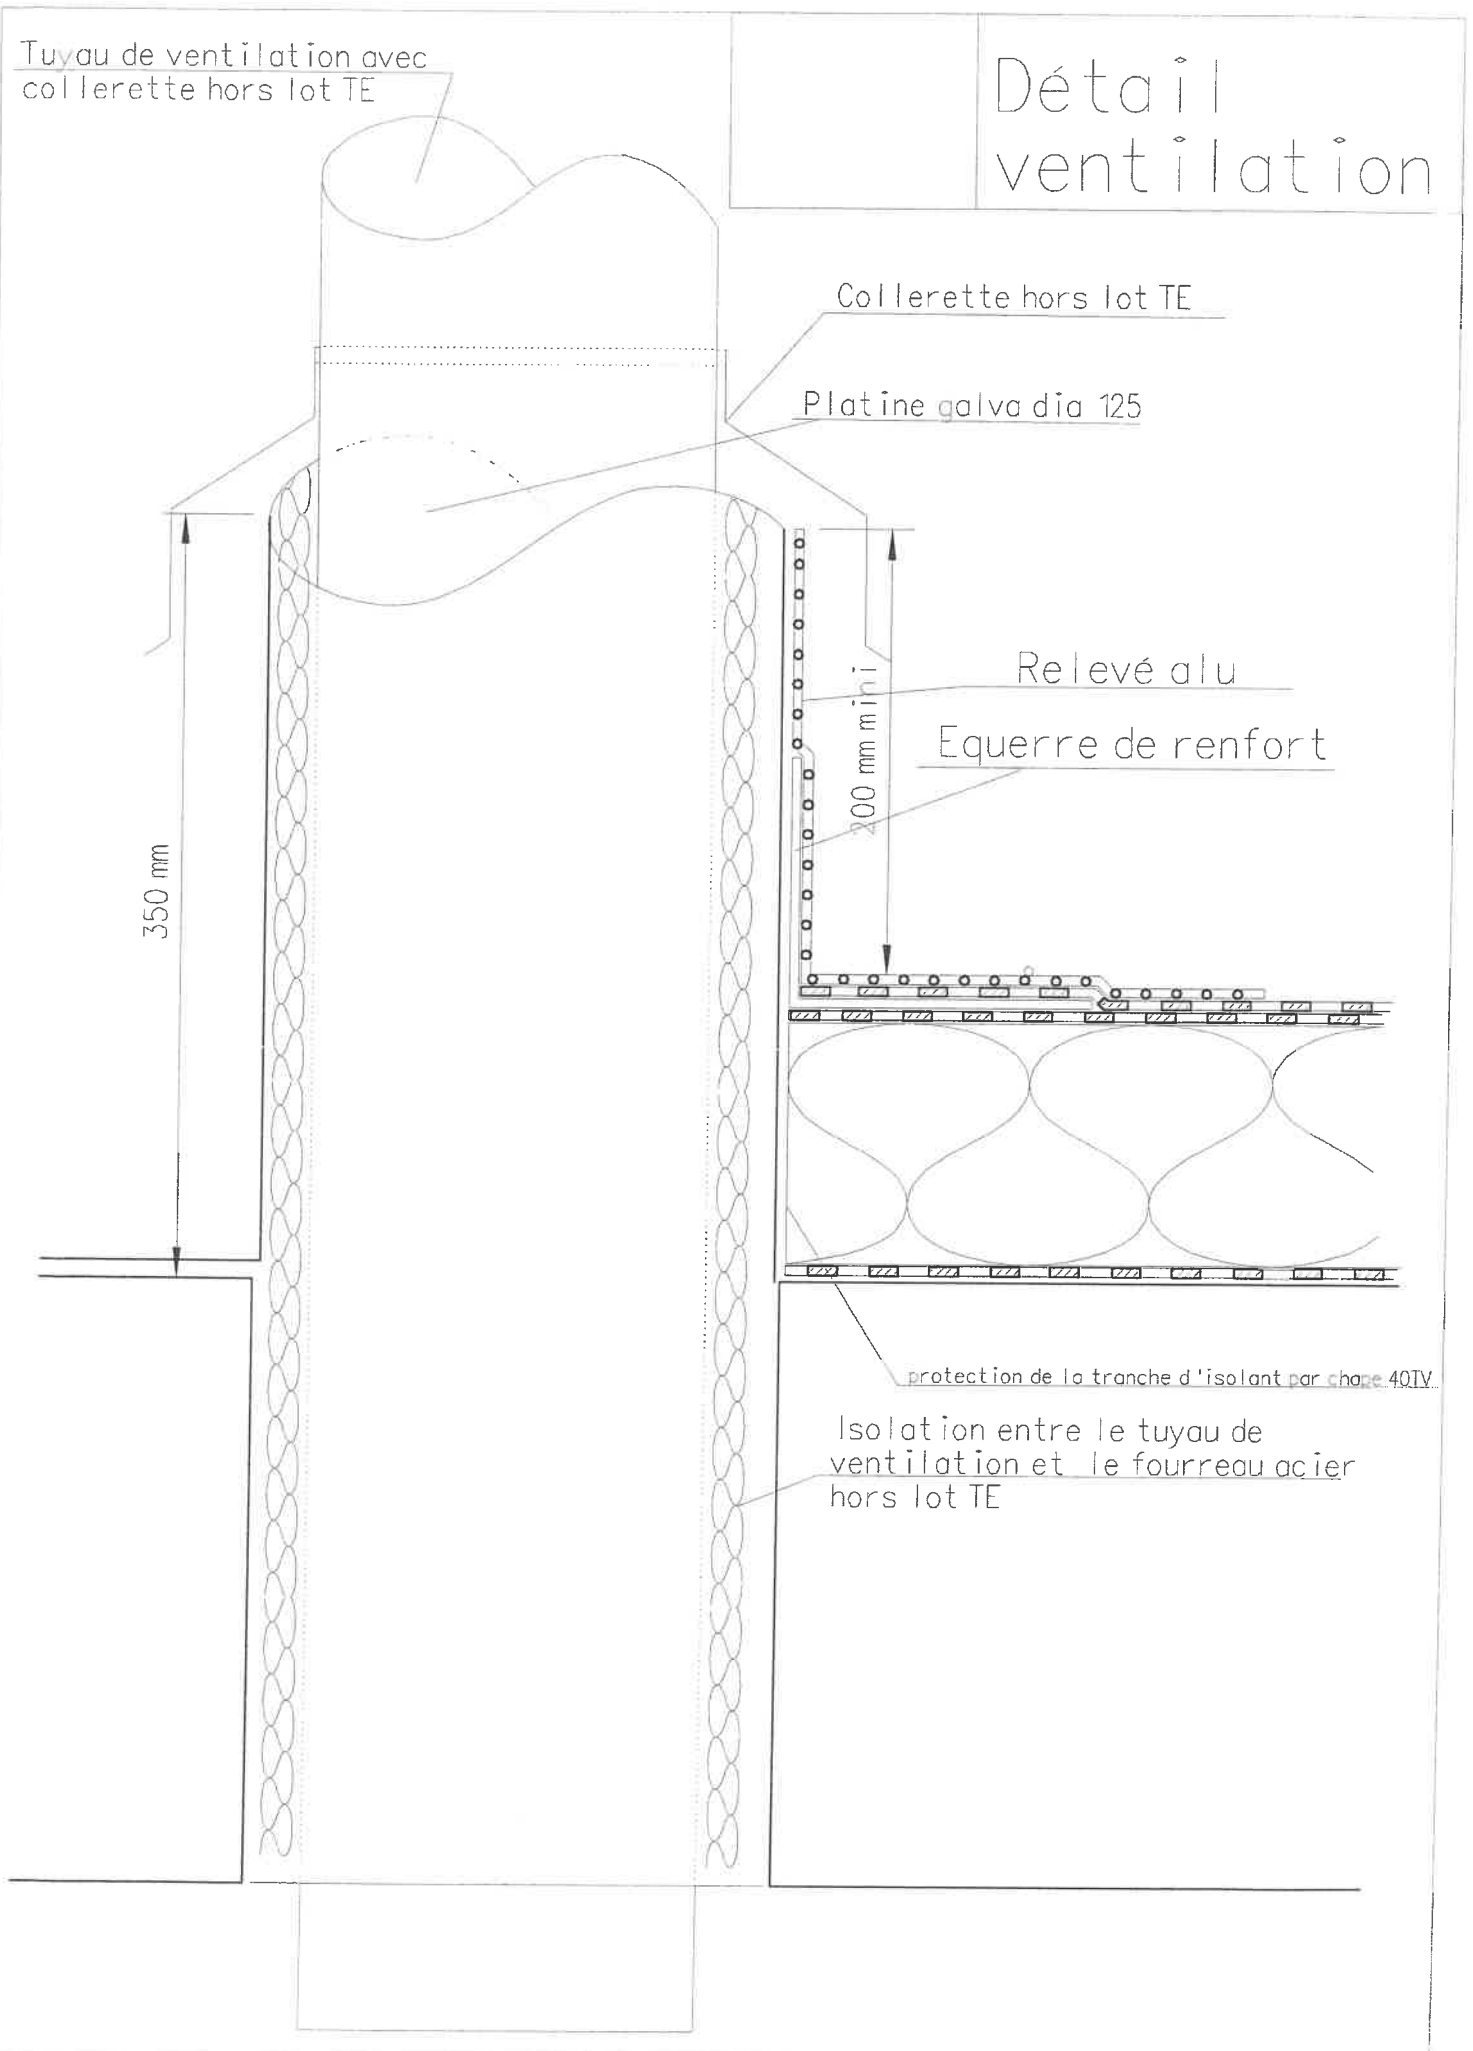 Tuyau de ventilation avec
collerette hors lot TE
Détail
ventilation
Collerette hors lot TE
Platine galva dia 125
Relevé alu
200 mm mini
Equerre de renfort
350 mm
protection de la tranche d'isolant par chape 40TV
Isolation entre le tuyau de
ventilation et le fourreau acier
hors lot TE